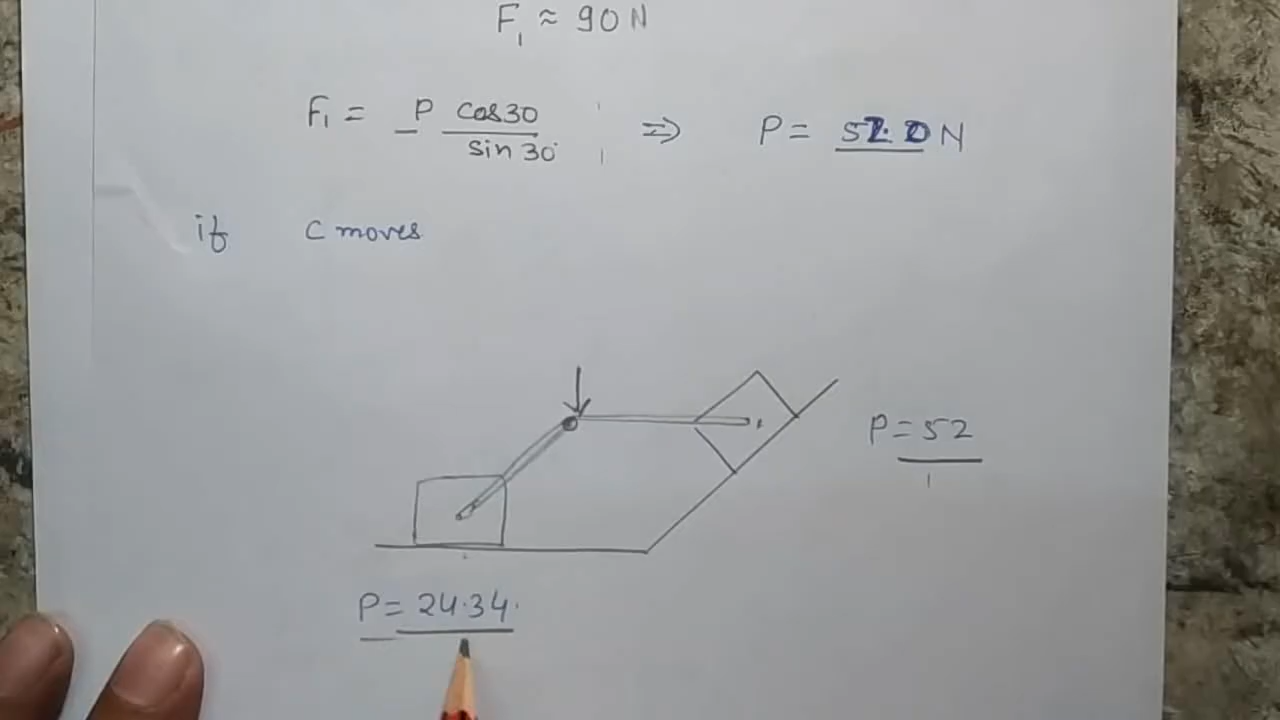 F₁ ≈ 90 N
F₁ = P cos30 / sin 30° ⇒ P = 52.0 N
if C moves
P = 52
P = 24.34